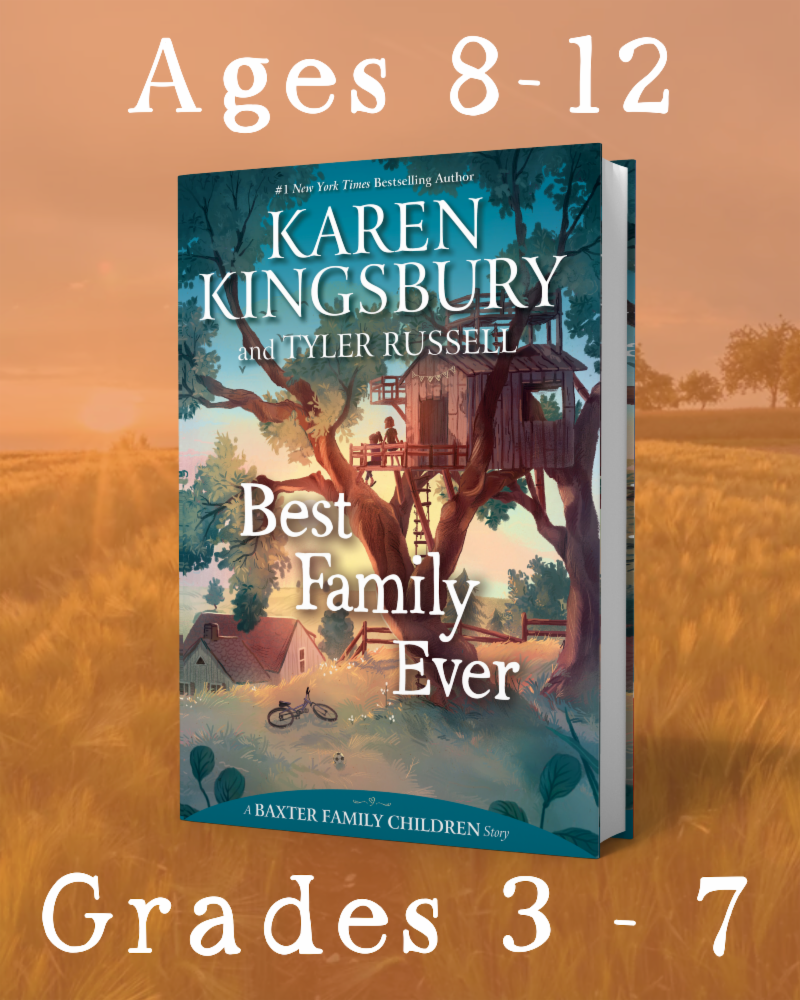 Ages 8-12
#1 New York Times Bestselling Author
KAREN
KINGSBURY
and TYLER RUSSELL
Best
Family
Ever
A BAXTER FAMILY CHILDREN Story
Grades 3 - 7